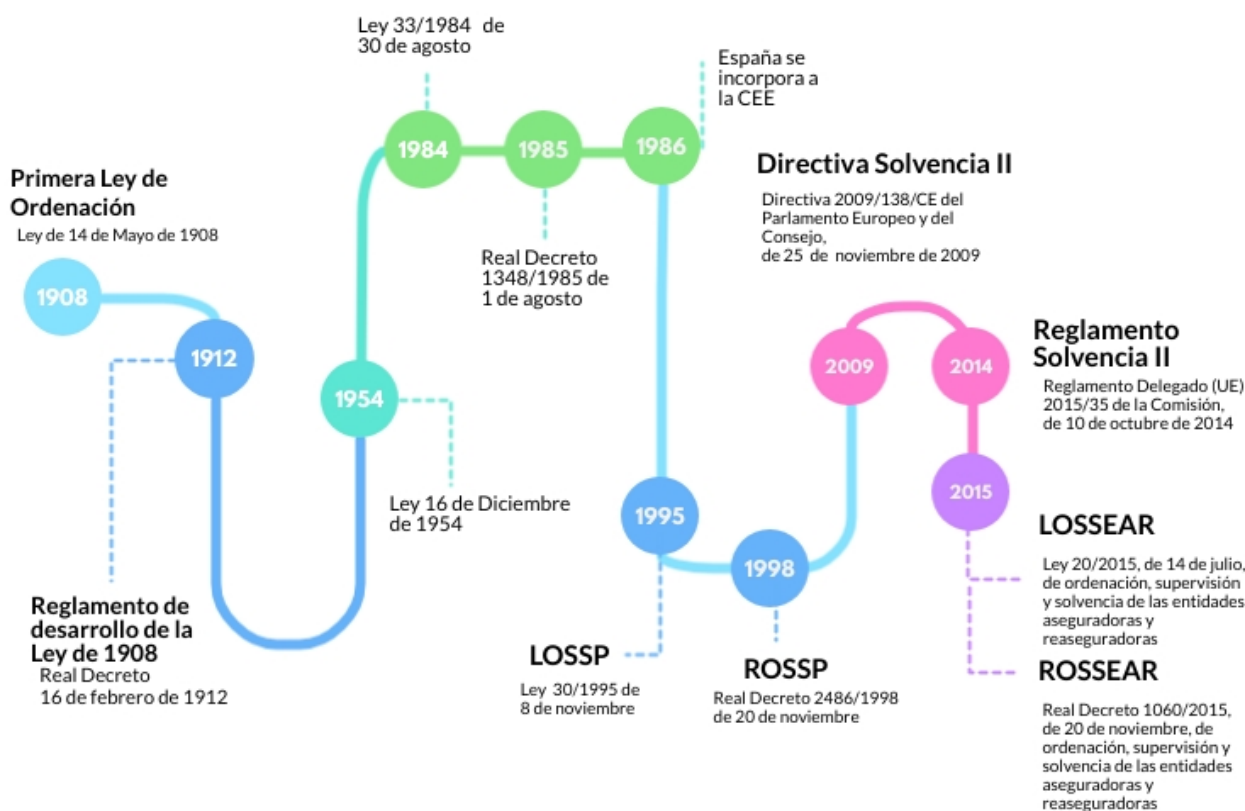 Primera Ley de
Ordenación
Ley de 14 de Mayo de 1908
1908
1912
Reglamento de
desarrollo de la
Ley de 1908
Real Decreto
16 de febrero de 1912
1954
Ley 16 de Diciembre
de 1954
Ley 33/1984 de
30 de agosto
1984
1985
Real Decreto
1348/1985 de
1 de agosto
1986
España se
incorpora a
la CEE
1995
LOSSP
Ley 30/1995 de
8 de noviembre
1998
ROSSP
Real Decreto 2486/1998
de 20 de noviembre
Directiva Solvencia II
Directiva 2009/138/CE del
Parlamento Europeo y del
Consejo,
de 25 de noviembre de 2009
2009
2014
Reglamento
Solvencia II
Reglamento Delegado (UE)
2015/35 de la Comisión,
de 10 de octubre de 2014
2015
LOSSEAR
Ley 20/2015, de 14 de julio,
de ordenación, supervisión
y solvencia de las entidades
aseguradoras y
reaseguradoras
ROSSEAR
Real Decreto 1060/2015,
de 20 de noviembre, de
ordenación, supervisión y
solvencia de las entidades
aseguradoras y
reaseguradoras